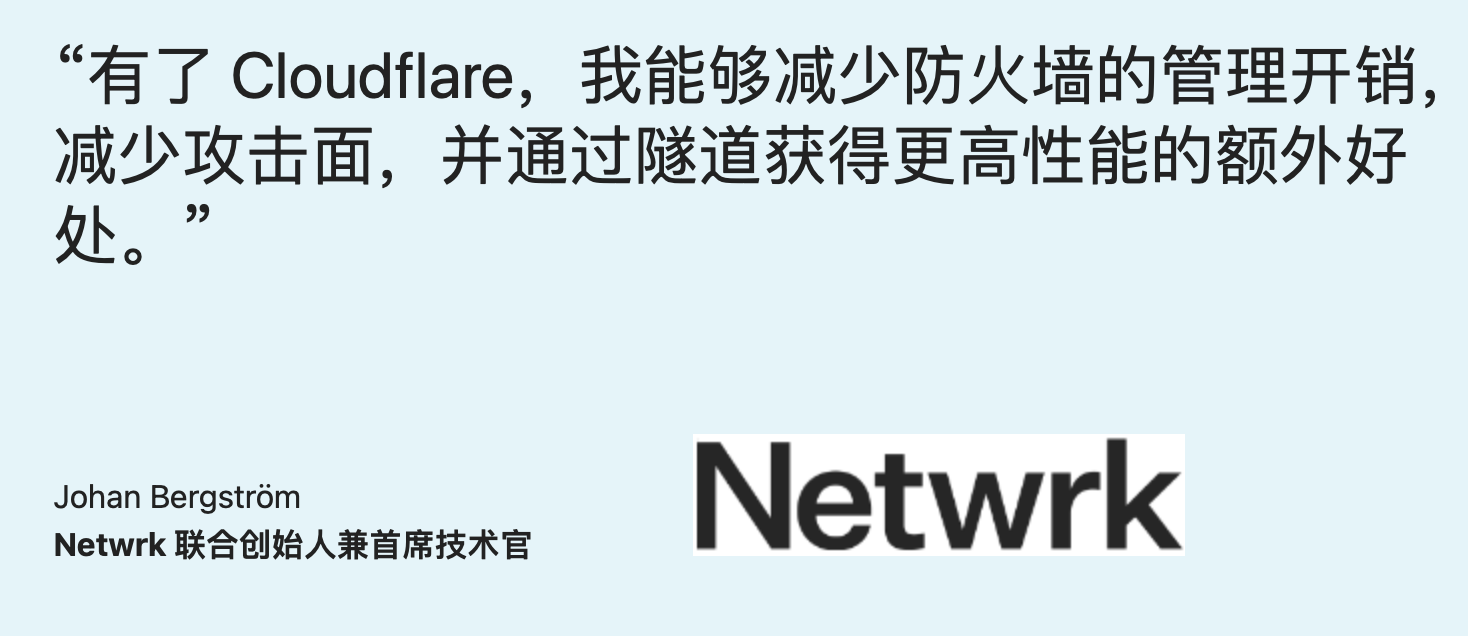 “有了 Cloudflare，我能够减少防火墙的管理开销，
减少攻击面，并通过隧道获得更高性能的额外好
处。”
Johan Bergström
Netwrk 联合创始人兼首席技术官
Netwrk